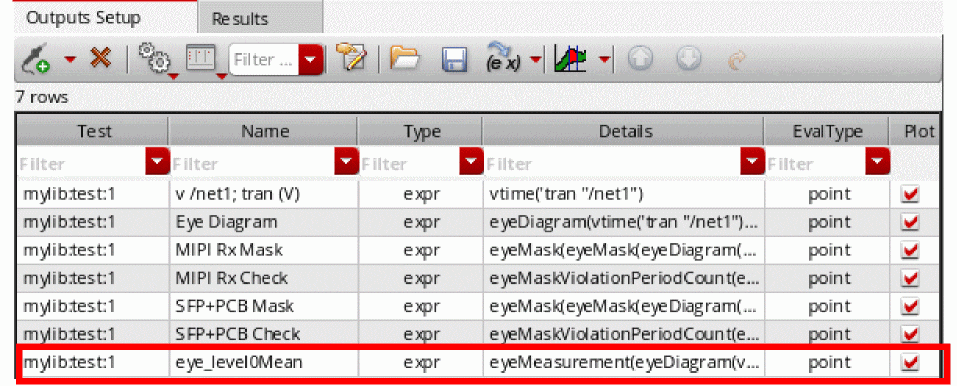 Outputs Setup Results
Filter ... (e x)
7 rows
Test Name Type Details EvalType Plot
Filter Filter Filter Filter Filter
mylib:test:1 v /net1; tran (V) expr vtime('tran "/net1") point
mylib:test:1 Eye Diagram expr eyeDiagram(vtime('tran "/net1")... point
mylib:test:1 MIPI Rx Mask expr eyeMask(eyeMask(eyeDiagram(... point
mylib:test:1 MIPI Rx Check expr eyeMaskViolationPeriodCount(e... point
mylib:test:1 SFP+PCB Mask expr eyeMask(eyeMask(eyeDiagram(... point
mylib:test:1 SFP+PCB Check expr eyeMaskViolationPeriodCount(e... point
mylib:test:1 eye_level0Mean expr eyeMeasurement(eyeDiagram(v... point